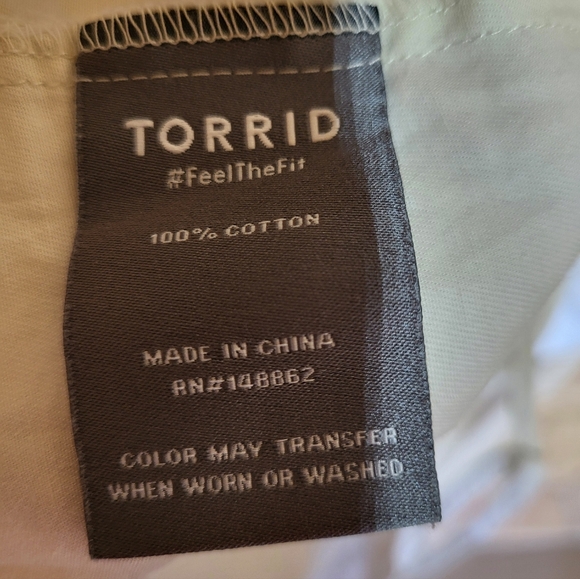 TORRID
#FeelTheFit
100% COTTON
MADE IN CHINA
RN#148862
COLOR MAY TRANSFER
WHEN WORN OR WASHED